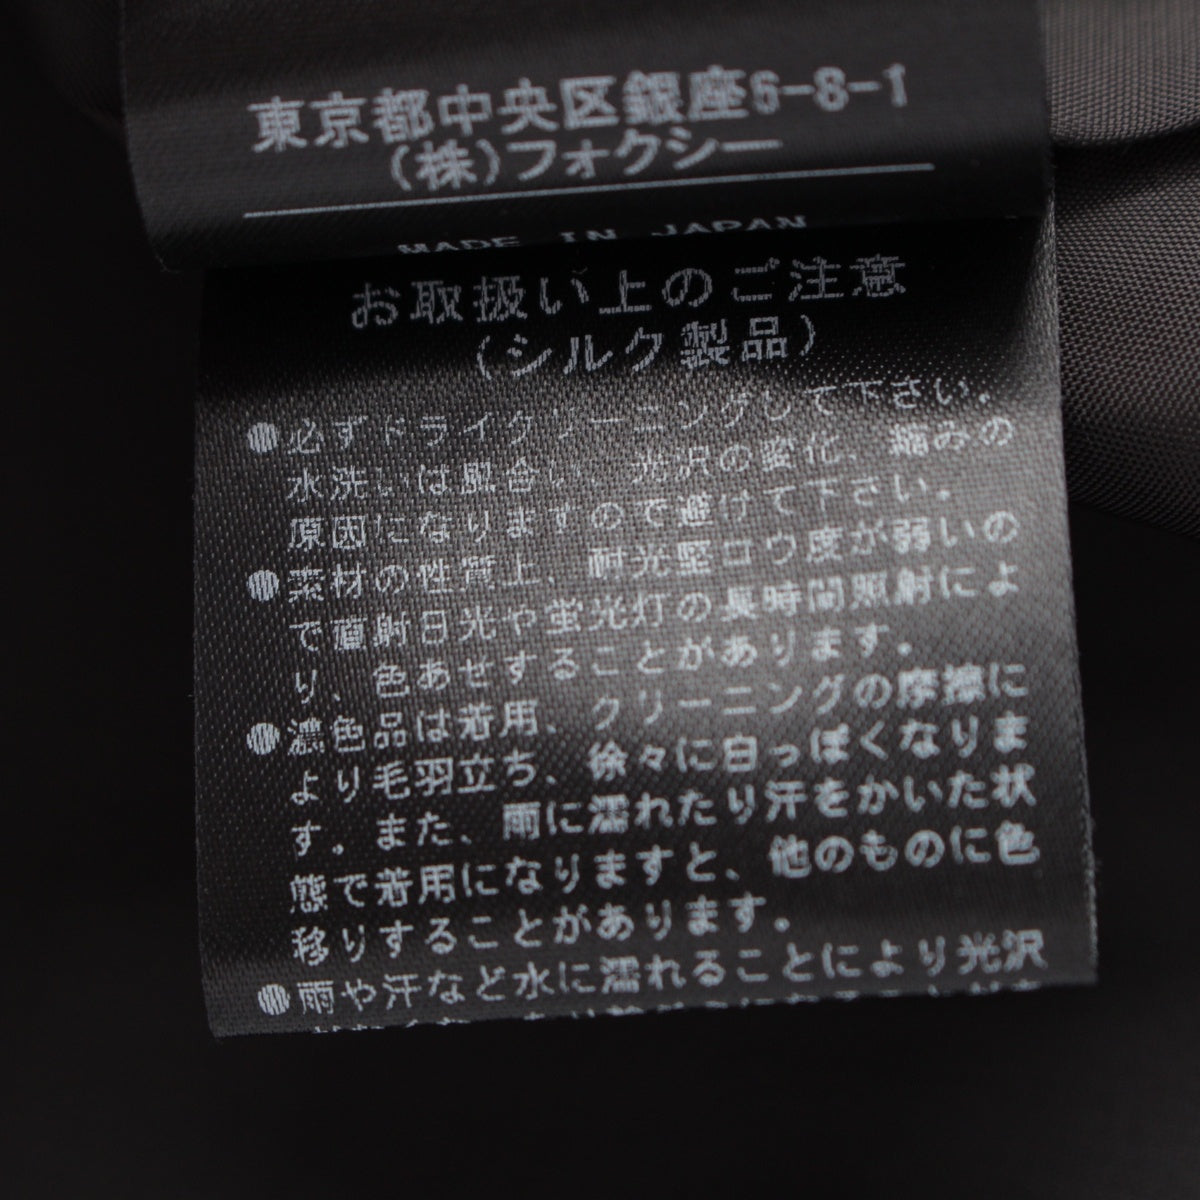 東京都中央区銀座6-8-1
(株)フォクシー
MADE IN JAPAN
お取扱い上のご注意
(シルク製品)
●必ずドライクリーニングして下さい。
水洗いは風合い、光沢の変化、縮みの
原因になりますので避けて下さい。
●素材の性質上、耐光堅ロウ度が弱いの
で直射日光や蛍光灯の長時間照射によ
り、色あせすることがあります。
●濃色品は着用、クリーニングの摩擦に
より毛羽立ち、徐々に白っぽくなりま
す。また、雨に濡れたり汗をかいた状
態で着用になりますと、他のものに色
移りすることがあります。
●雨や汗など水に濡れることにより光沢